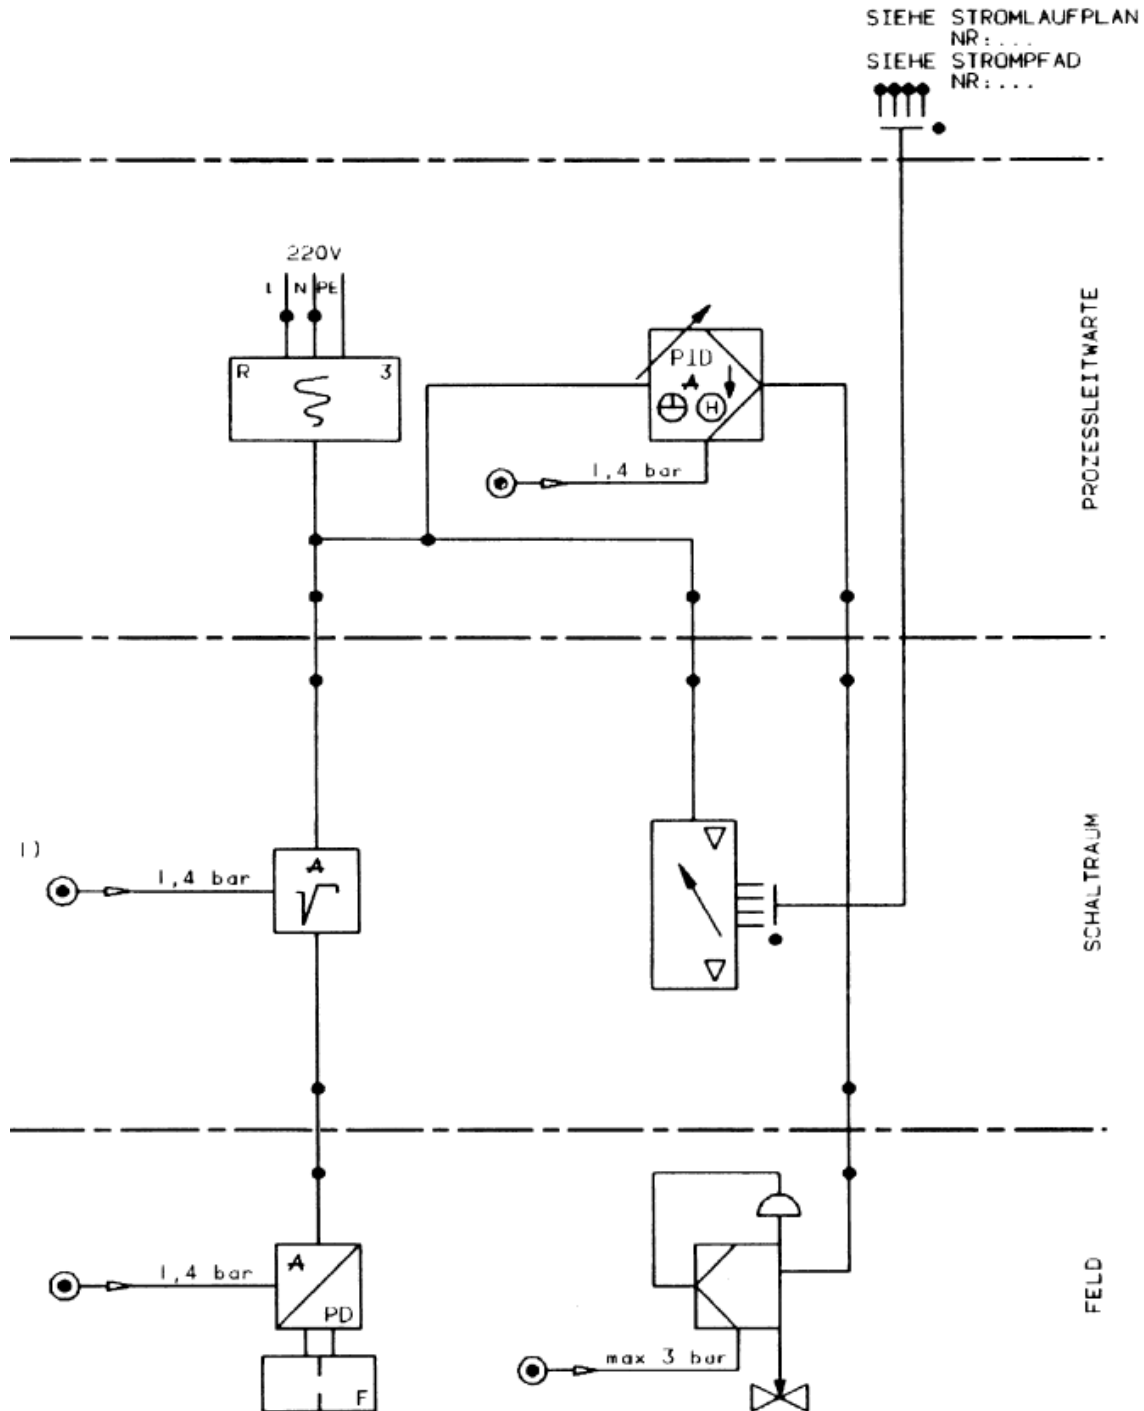 SIEHE STROMLAUFPLAN
NR:...
SIEHE STROMPFAD
NR:...
220V
L N PE
R 3
PID
A
H
1,4 bar
PROZESSLEITWARTE
1)
A
1,4 bar
SCHALTRAUM
A
1,4 bar
PD
F
max 3 bar
FELD